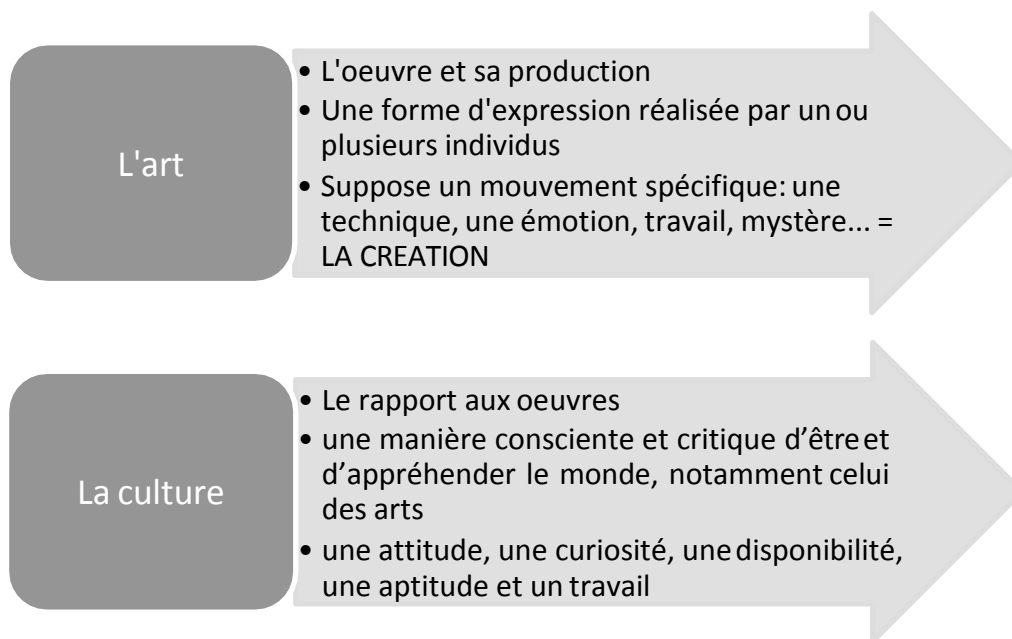 L'art
• L'oeuvre et sa production
• Une forme d'expression réalisée par un ou
plusieurs individus
• Suppose un mouvement spécifique: une
technique, une émotion, travail, mystère... =
LA CREATION
La culture
• Le rapport aux oeuvres
• une manière consciente et critique d’être et
d’appréhender le monde, notamment celui
des arts
• une attitude, une curiosité, une disponibilité,
une aptitude et un travail